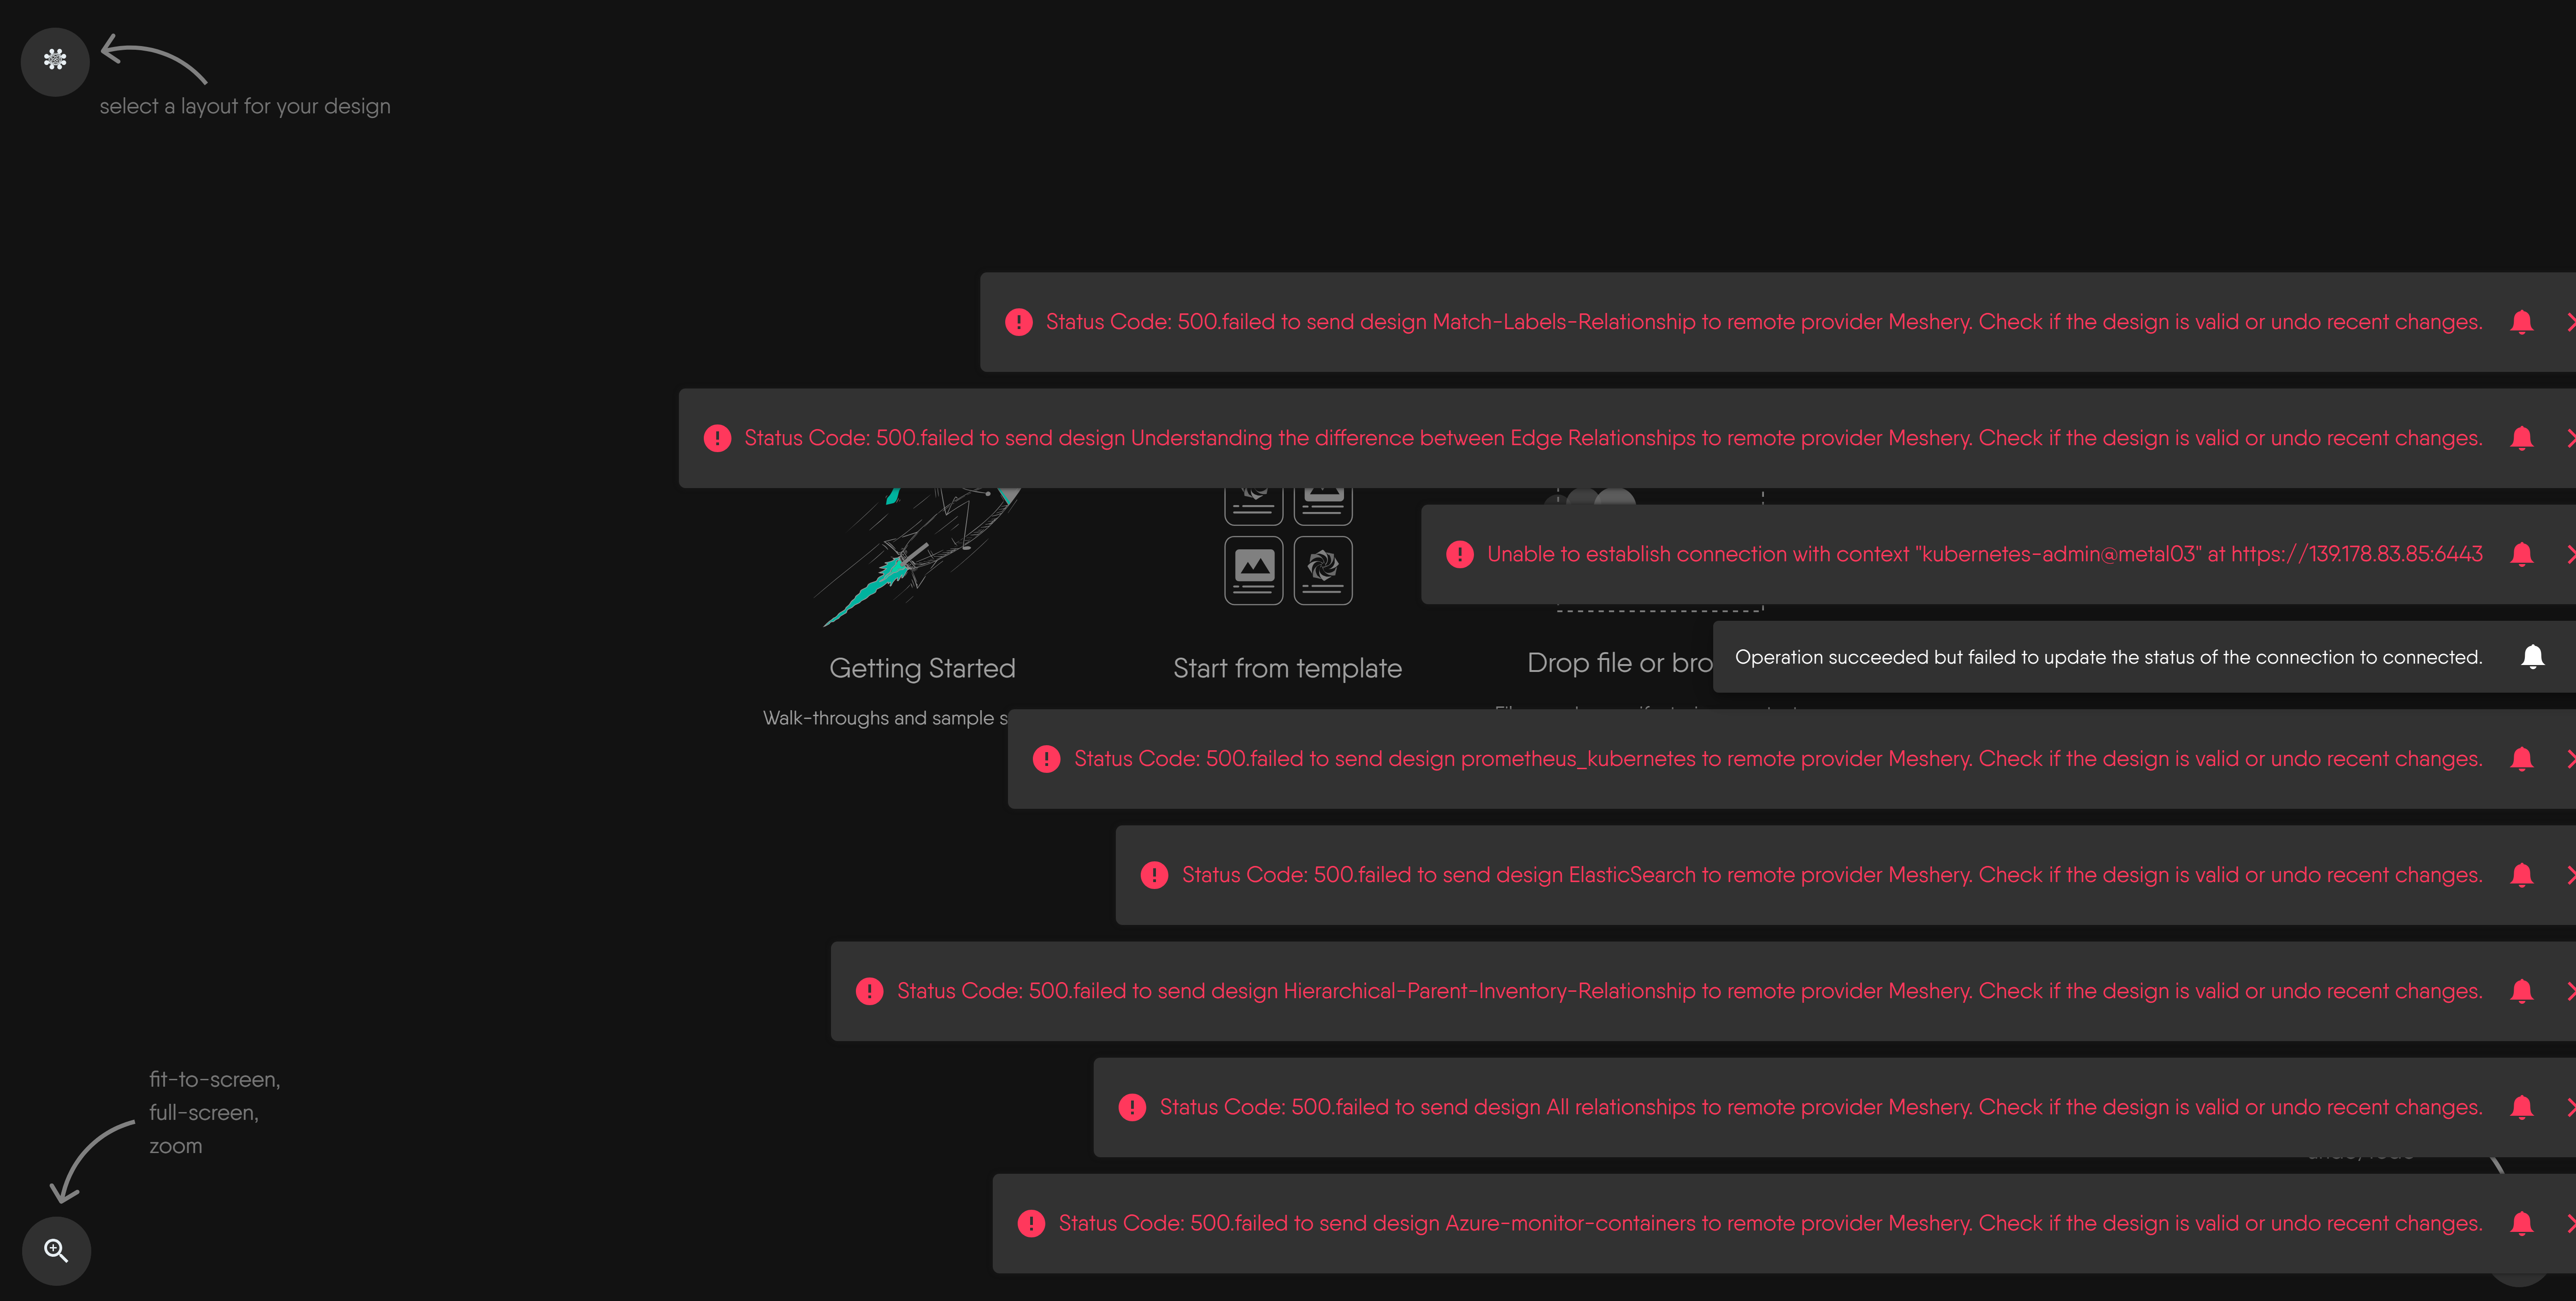 select a layout for your design
Status Code: 500.failed to send design Match-Labels-Relationship to remote provider Meshery. Check if the design is valid or undo recent changes.
Status Code: 500.failed to send design Understanding the difference between Edge Relationships to remote provider Meshery. Check if the design is valid or undo recent changes.
Unable to establish connection with context "kubernetes-admin@metal03" at https://139.178.83.85:6443
Getting Started
Start from template
Drop file or bro
Operation succeeded but failed to update the status of the connection to connected.
Walk-throughs and sample s
Status Code: 500.failed to send design prometheus_kubernetes to remote provider Meshery. Check if the design is valid or undo recent changes.
Status Code: 500.failed to send design ElasticSearch to remote provider Meshery. Check if the design is valid or undo recent changes.
Status Code: 500.failed to send design Hierarchical-Parent-Inventory-Relationship to remote provider Meshery. Check if the design is valid or undo recent changes.
Status Code: 500.failed to send design All relationships to remote provider Meshery. Check if the design is valid or undo recent changes.
fit-to-screen,
full-screen,
zoom
Status Code: 500.failed to send design Azure-monitor-containers to remote provider Meshery. Check if the design is valid or undo recent changes.